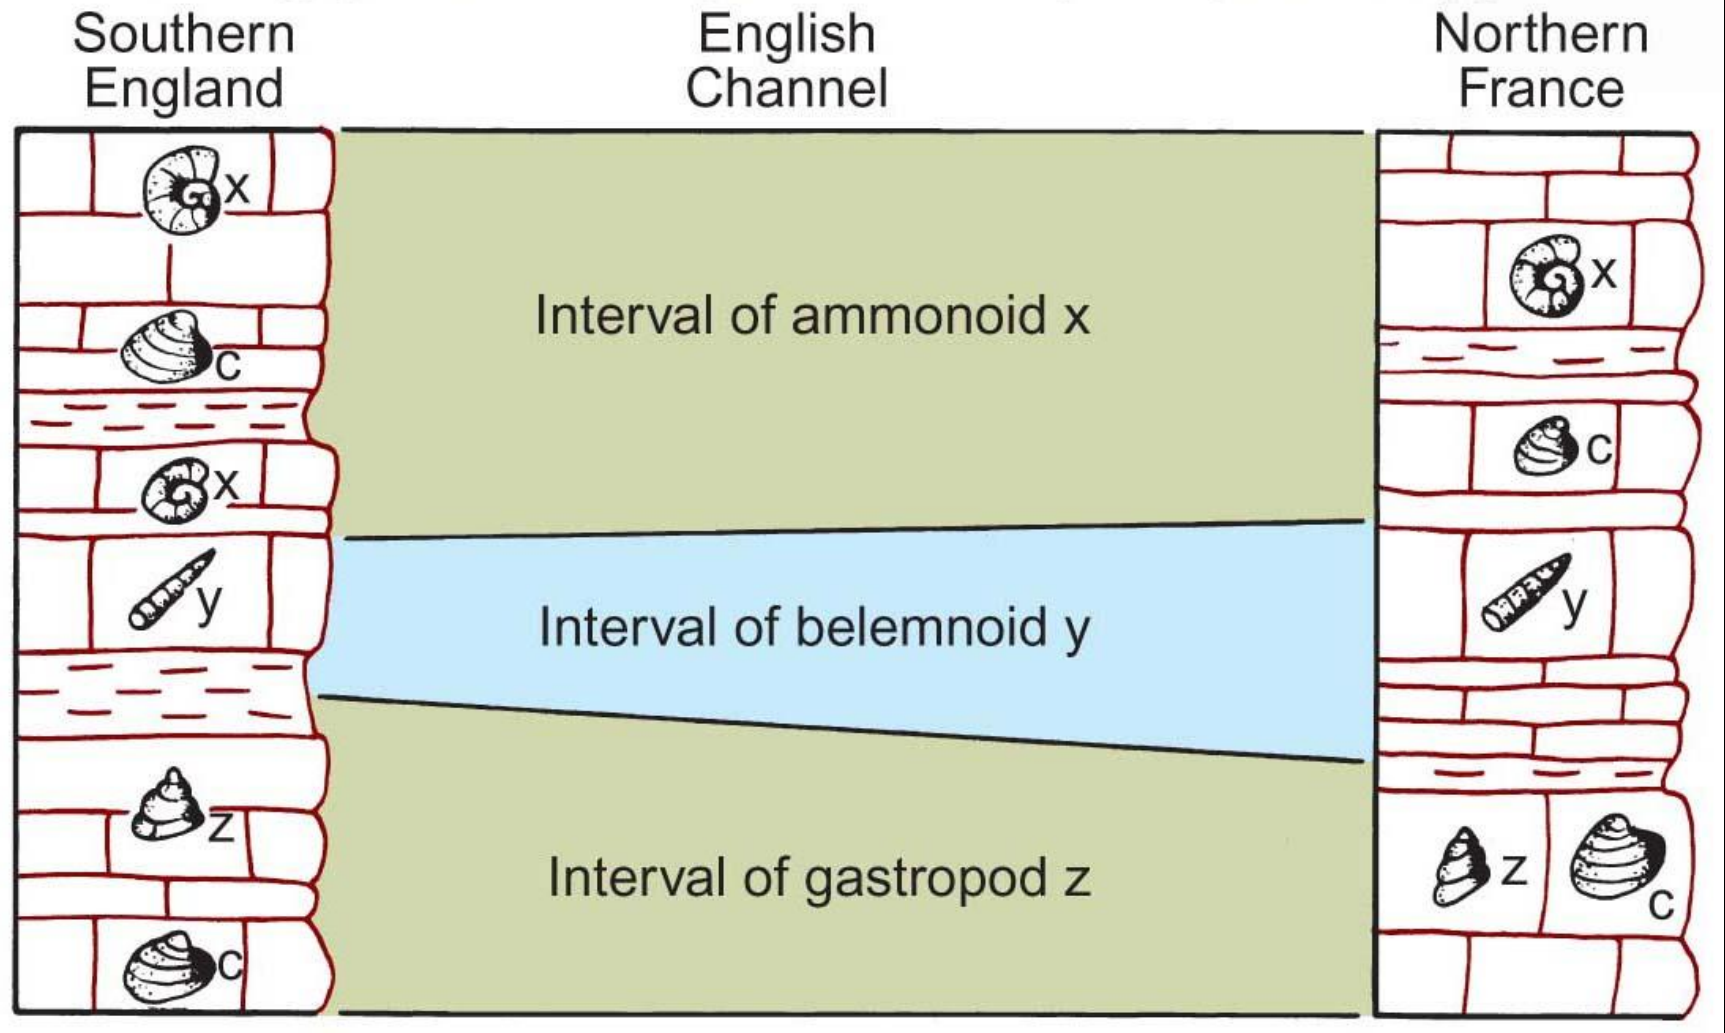 Southern
England
English
Channel
Northern
France
x
c
x
y
z
c
Interval of ammonoid x
Interval of belemnoid y
Interval of gastropod z
x
c
y
z
c